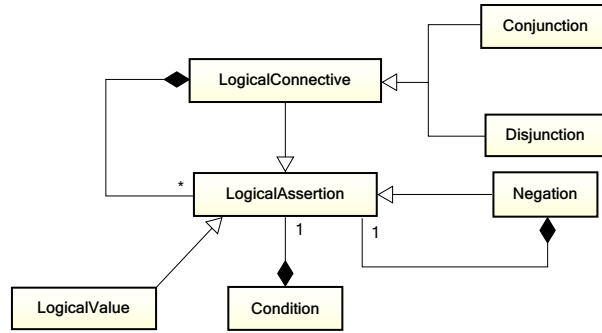 Conjunction
LogicalConnective
Disjunction
*
LogicalAssertion
Negation
1
1
LogicalValue
Condition